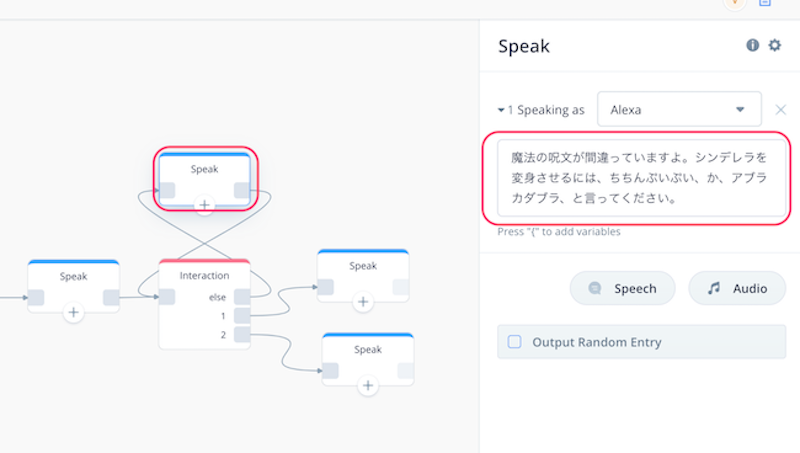 Speak
1 Speaking as
Alexa
魔法の呪文が間違っていますよ。シンデレラを
変身させるには、ちちんぷいぷい、か、アブラ
カダブラ、と言ってください。
Press "{" to add variables
Speech
Audio
Output Random Entry
Speak
Speak
Interaction
else
1
2
Speak
Speak